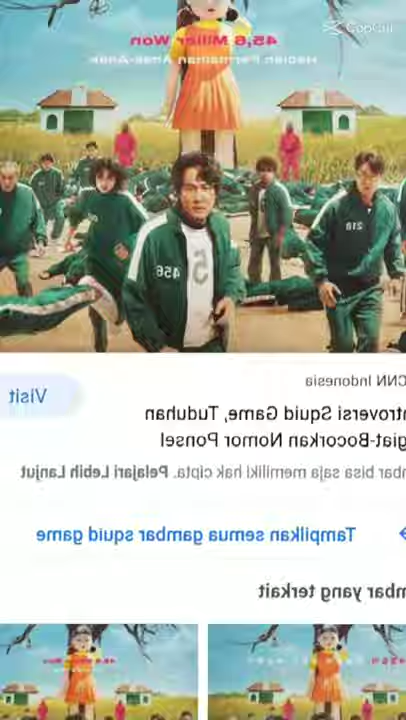 CapCut
45,6 Miliar Won
Hadiah Permainan Anak-Anak
456
218
CNN Indonesia
ntroversi Squid Game, Tuduhan
giat-Bocorkan Nomor Ponsel
Visit
mbar bisa saja memiliki hak cipta. Pelajari Lebih Lanjut
Tampilkan semua gambar squid game
mbar yang terkait